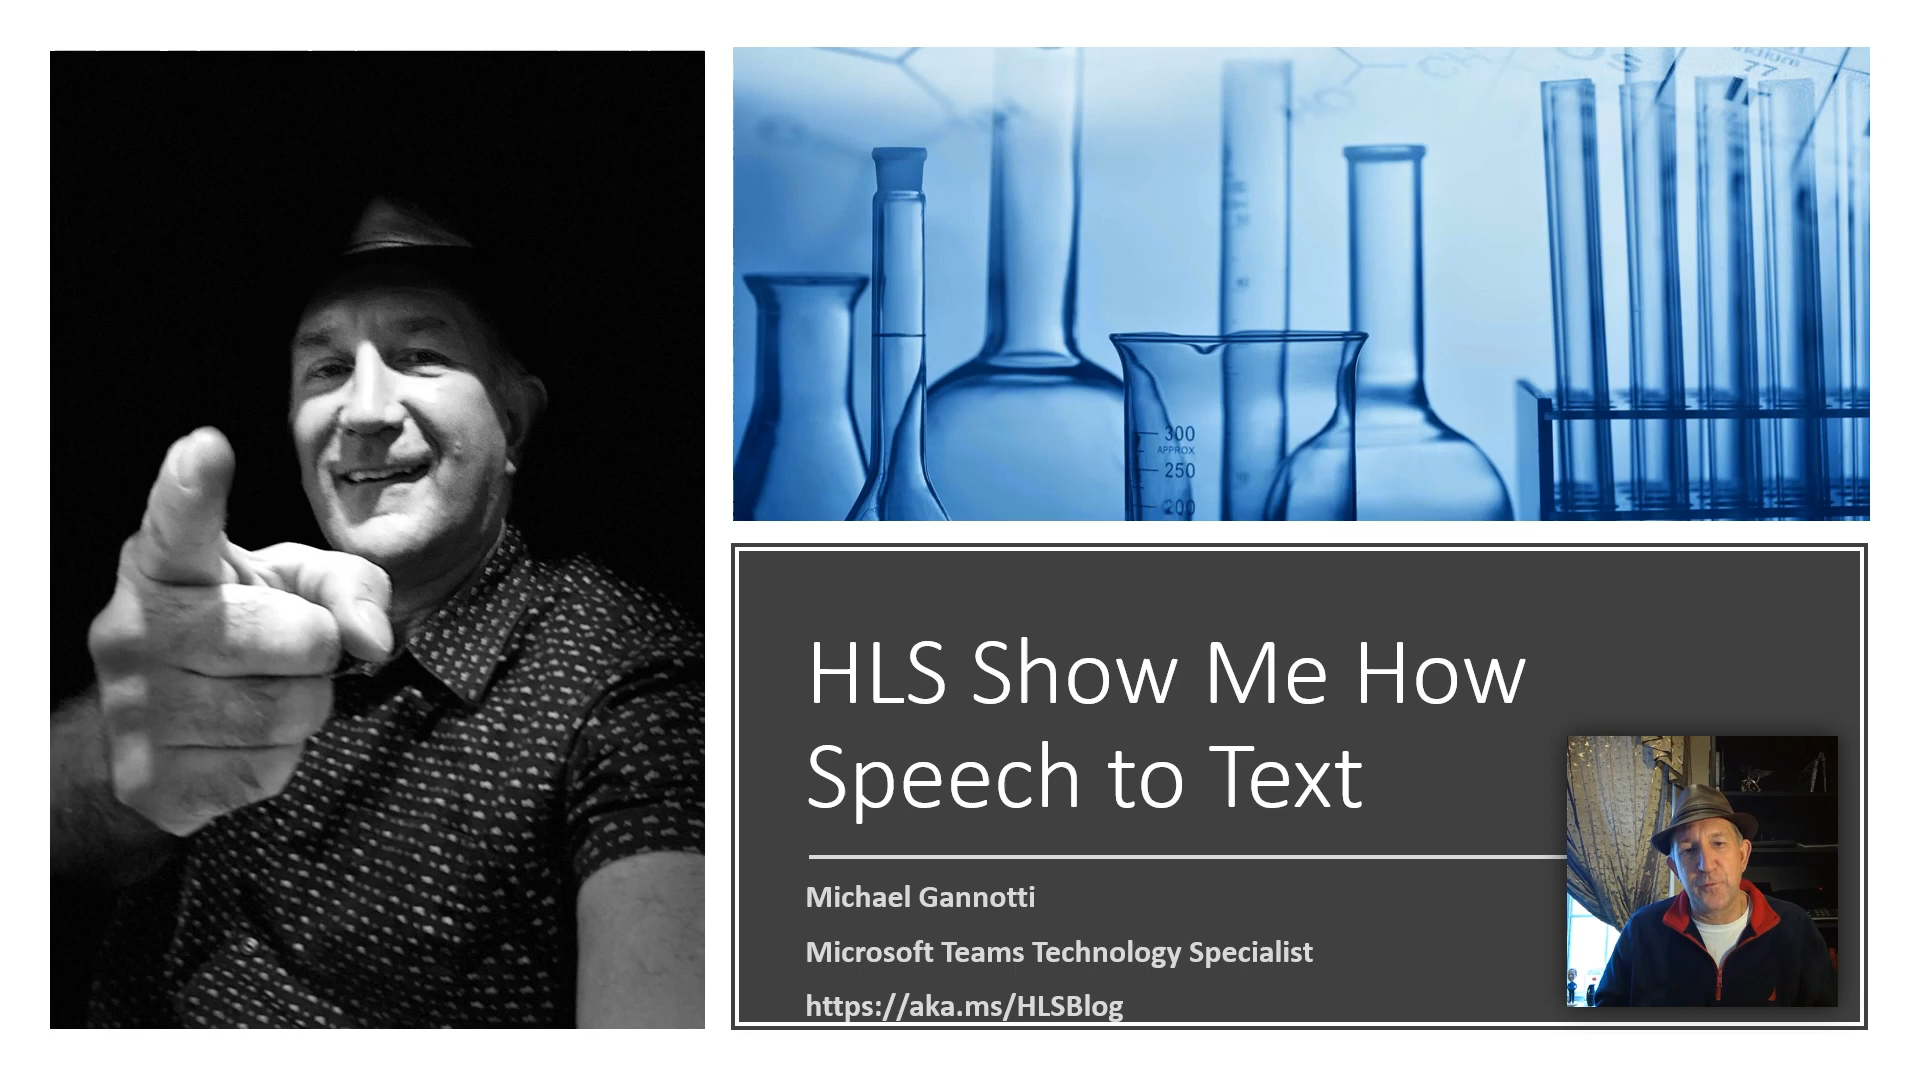 300
APPROX
250
200
77
HLS Show Me How
Speech to Text
Michael Gannotti
Microsoft Teams Technology Specialist
https://aka.ms/HLSBlog